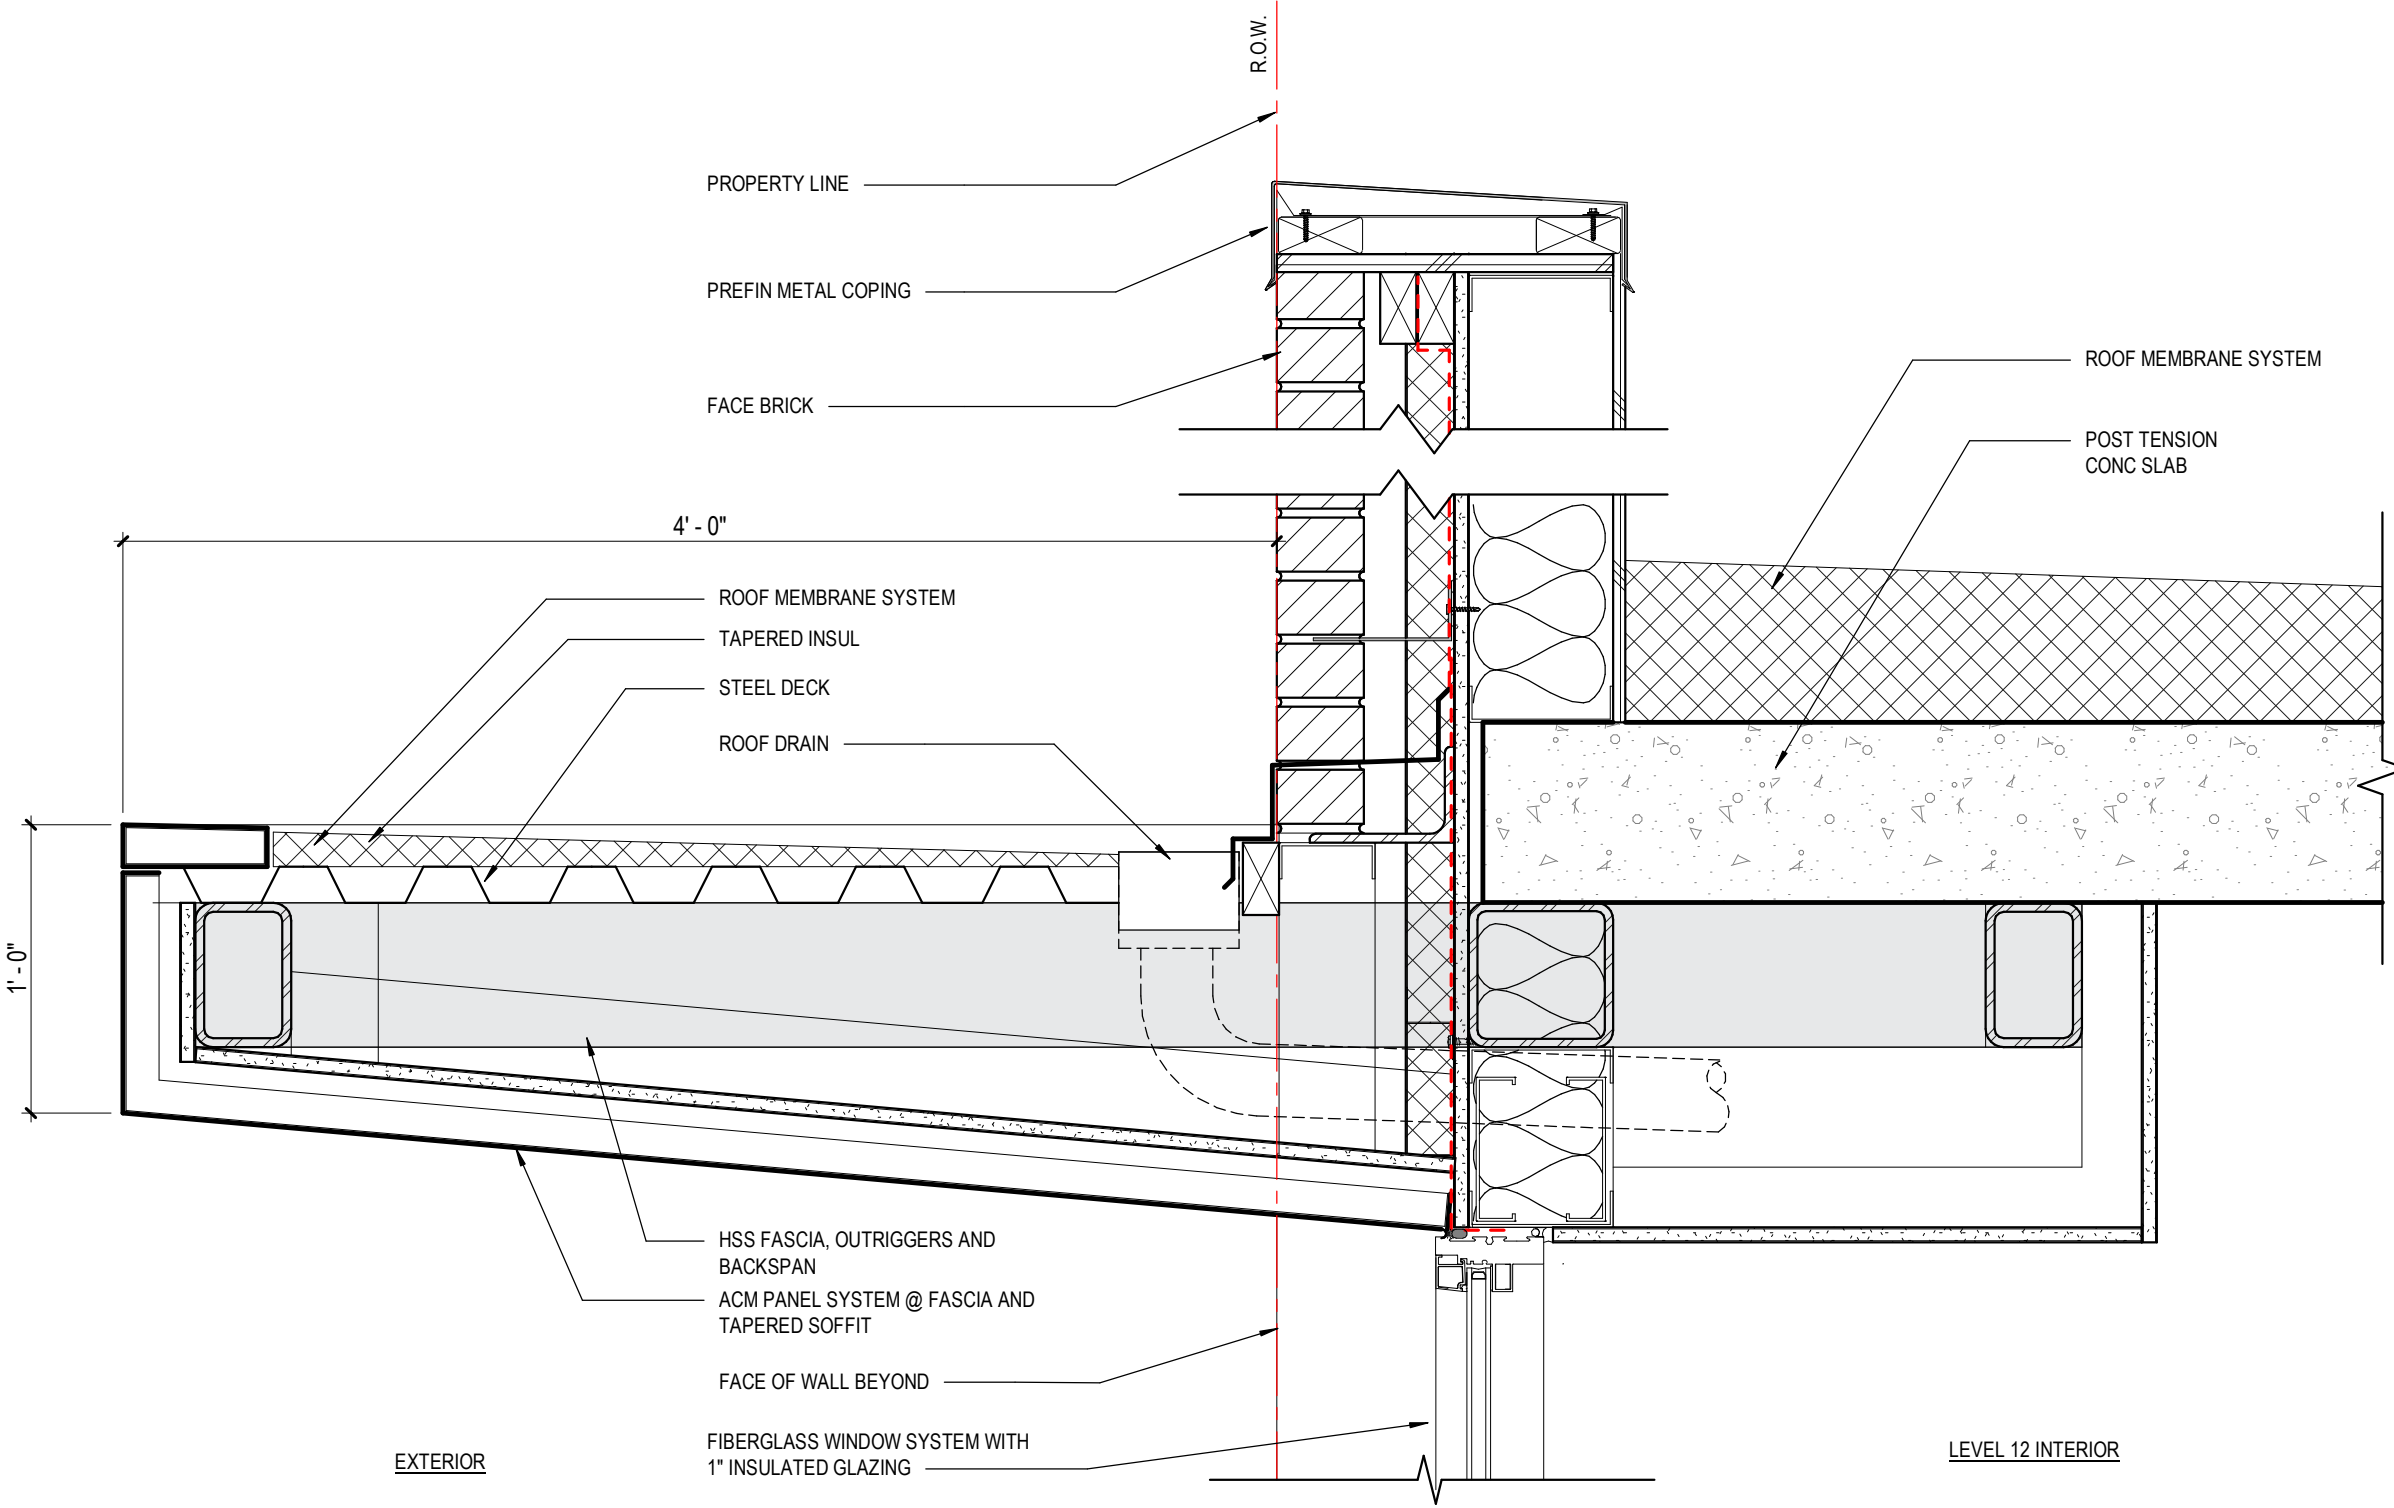 R.O.W.
PROPERTY LINE
PREFIN METAL COPING
FACE BRICK
ROOF MEMBRANE SYSTEM
POST TENSION
CONC SLAB
4' - 0"
ROOF MEMBRANE SYSTEM
TAPERED INSUL
STEEL DECK
ROOF DRAIN
1' - 0"
HSS FASCIA, OUTRIGGERS AND
BACKSPAN
ACM PANEL SYSTEM @ FASCIA AND
TAPERED SOFFIT
FACE OF WALL BEYOND
FIBERGLASS WINDOW SYSTEM WITH
1" INSULATED GLAZING
EXTERIOR
LEVEL 12 INTERIOR